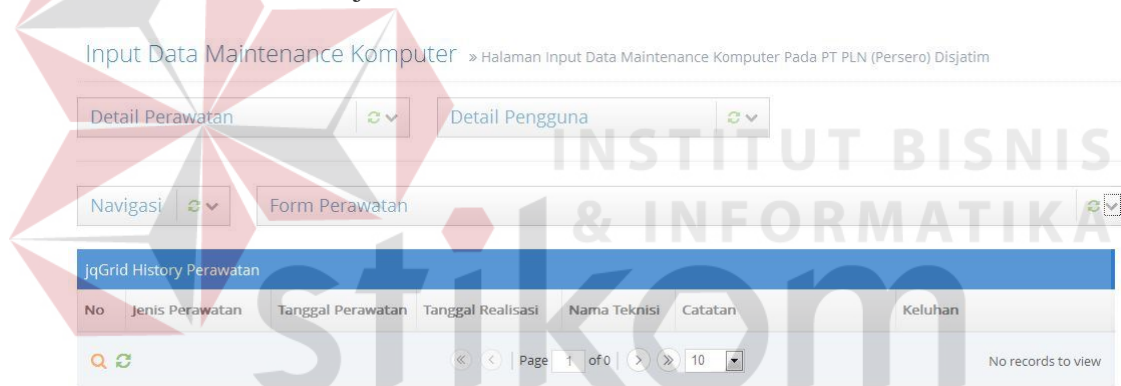 Input Data Maintenance Komputer » Halaman Input Data Maintenance Komputer Pada PT PLN (Persero) Disjatim
Detail Perawatan Detail Pengguna
INSTITUT BISNIS
Navigasi Form Perawatan
& INFORMATIKA
jqGrid History Perawatan
stikom
No Jenis Perawatan Tanggal Perawatan Tanggal Realisasi Nama Teknisi Catatan Keluhan
Page 1 of 0 10 No records to view